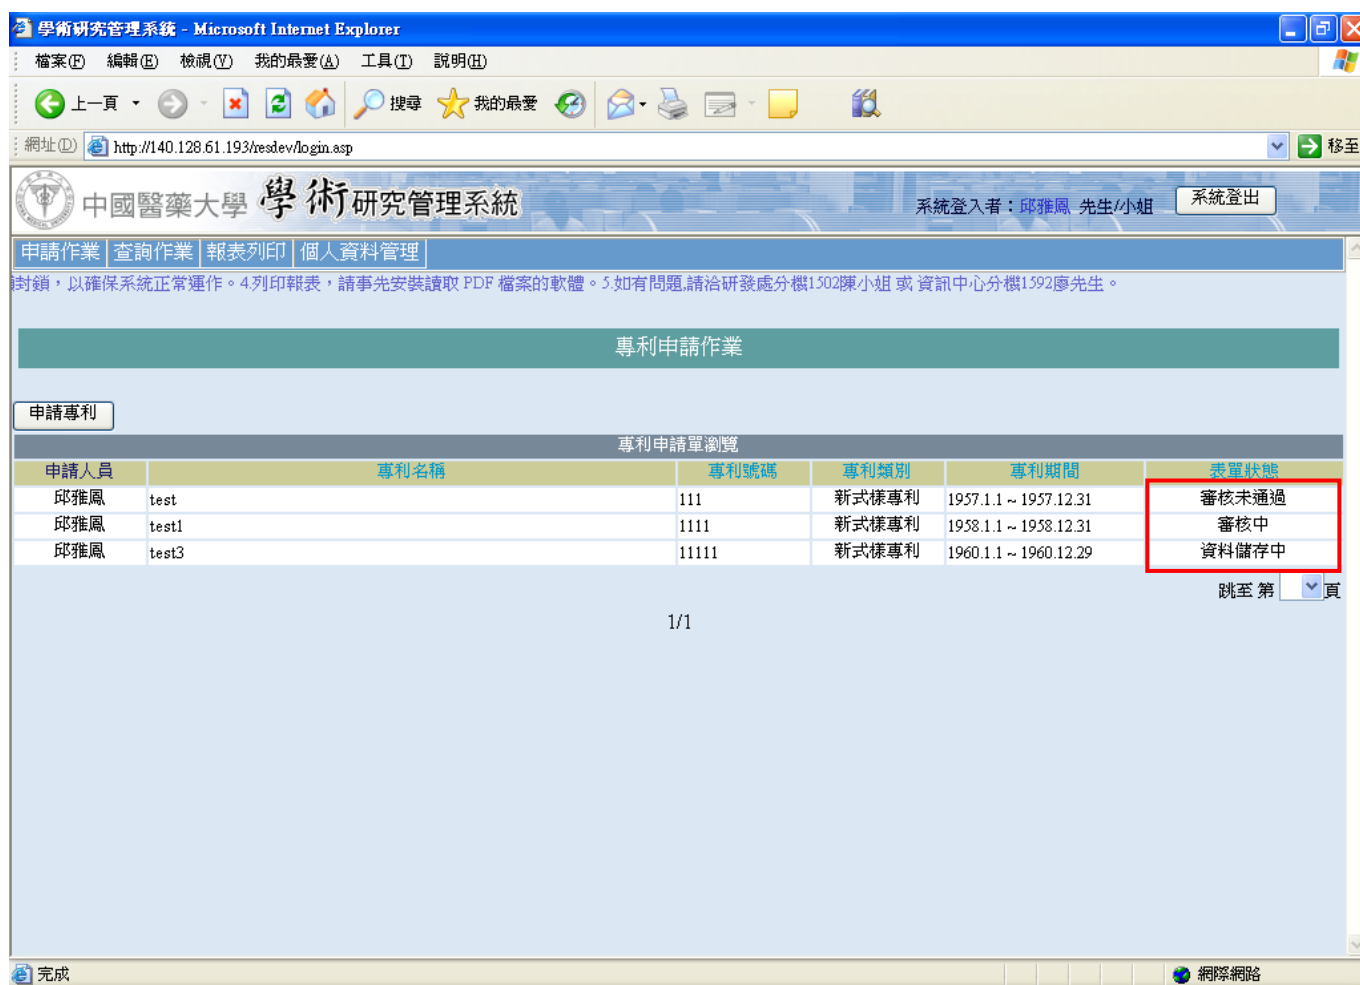 學術研究管理系統 - Microsoft Internet Explorer
檔案(F) 編輯(E) 檢視(V) 我的最愛(A) 工具(T) 說明(H)
上一頁 搜尋 我的最愛
網址(D) http://140.128.61.193/resdev/login.asp 移至
中國醫藥大學 學術研究管理系統 系統登入者：邱雅鳳 先生/小姐 系統登出
申請作業 查詢作業 報表列印 個人資料管理
封鎖，以確保系統正常運作。4.列印報表，請事先安裝讀取 PDF 檔案的軟體。5.如有問題,請洽研發處分機1502陳小姐 或 資訊中心分機1592廖先生。
專利申請作業
申請專利
專利申請單瀏覽
申請人員 專利名稱 專利號碼 專利類別 專利期間 表單狀態
邱雅鳳 test 111 新式樣專利 1957.1.1 ~ 1957.12.31 審核未通過
邱雅鳳 test1 1111 新式樣專利 1958.1.1 ~ 1958.12.31 審核中
邱雅鳳 test3 11111 新式樣專利 1960.1.1 ~ 1960.12.29 資料儲存中
跳至 第 頁
1/1
完成 網際網路